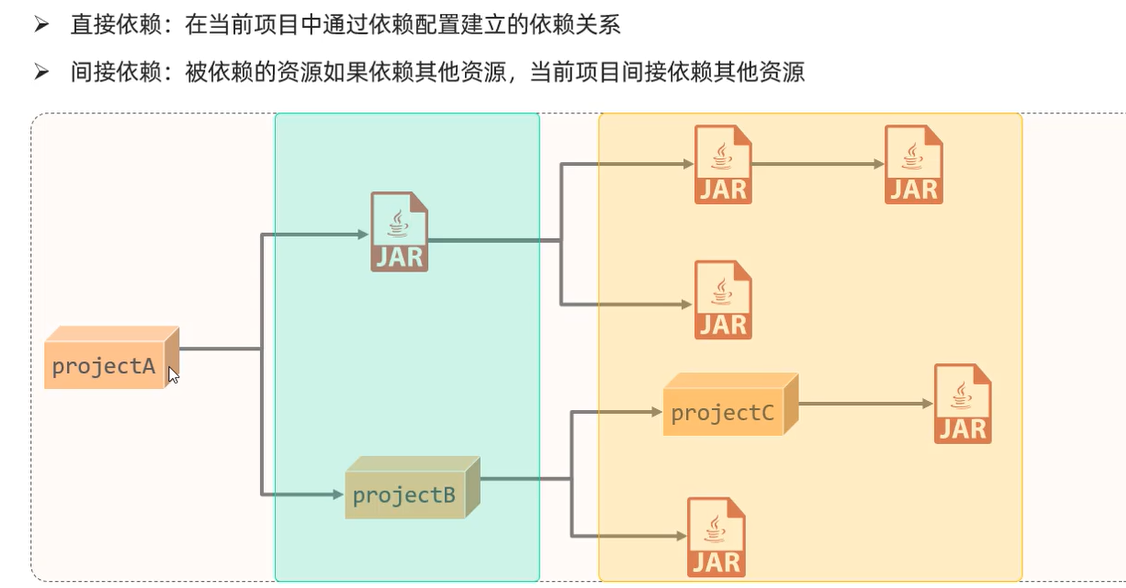 直接依赖：在当前项目中通过依赖配置建立的依赖关系
间接依赖：被依赖的资源如果依赖其他资源，当前项目间接依赖其他资源
JAR
JAR
JAR
JAR
projectA
projectC
JAR
projectB
JAR